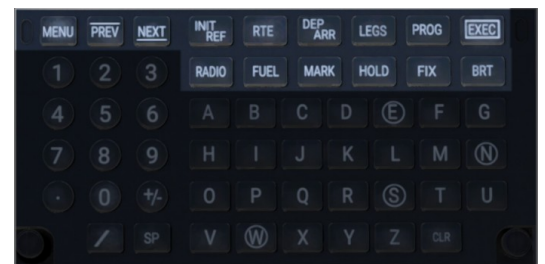 MENU PREV NEXT INIT REF RTE DEP ARR LEGS PROG EXEC
1 2 3 RADIO FUEL MARK HOLD FIX BRT
4 5 6 A B C D E F G
7 8 9 H I J K L M N
. 0 +/- O P Q R S T U
/ SP V W X Y Z CLR